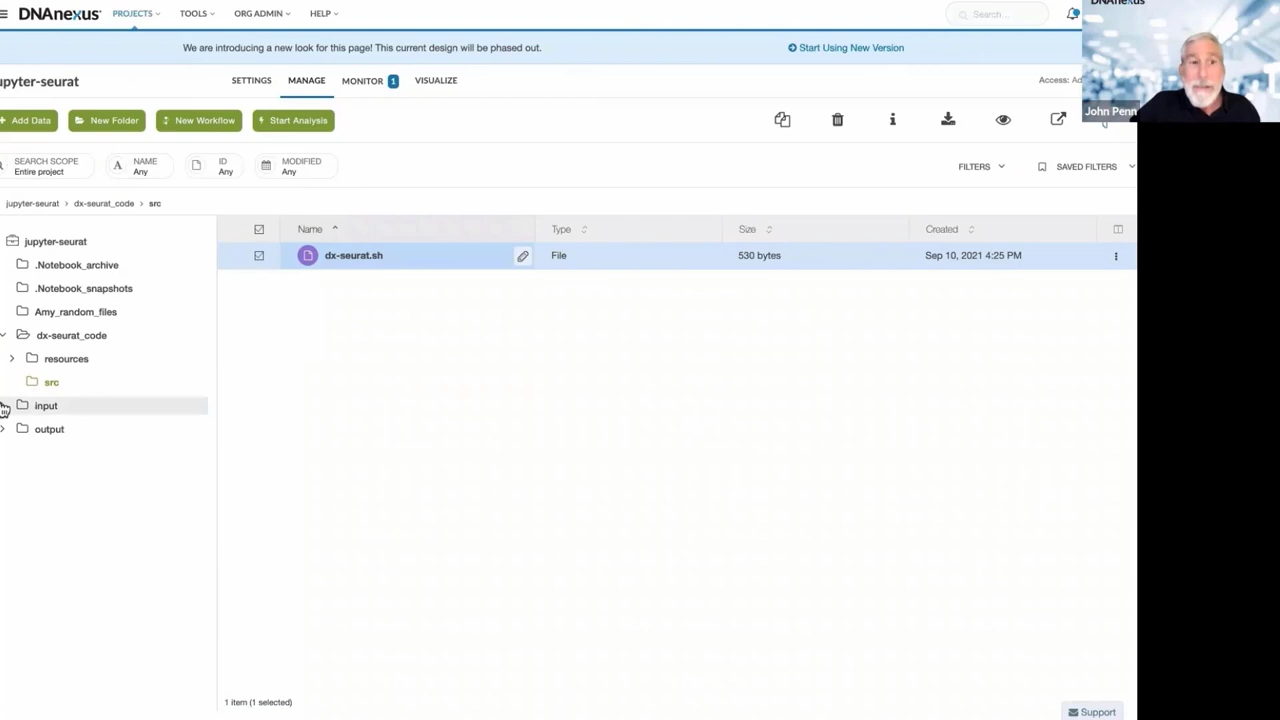 DNAnexus PROJECTS TOOLS ORG ADMIN HELP Search...
DNAnexus
We are introducing a new look for this page! This current design will be phased out. Start Using New Version
upyter-seurat SETTINGS MANAGE MONITOR 1 VISUALIZE Access: Ad
John Penn
Add Data New Folder New Workflow Start Analysis
SEARCH SCOPE NAME ID MODIFIED
Entire project Any Any Any
FILTERS SAVED FILTERS
jupyter-seurat > dx-seurat_code > src
Name Type Size Created
jupyter-seurat
dx-seurat.sh File 530 bytes Sep 10, 2021 4:25 PM
.Notebook_archive
.Notebook_snapshots
Amy_random_files
dx-seurat_code
resources
src
input
output
1 item (1 selected)
Support